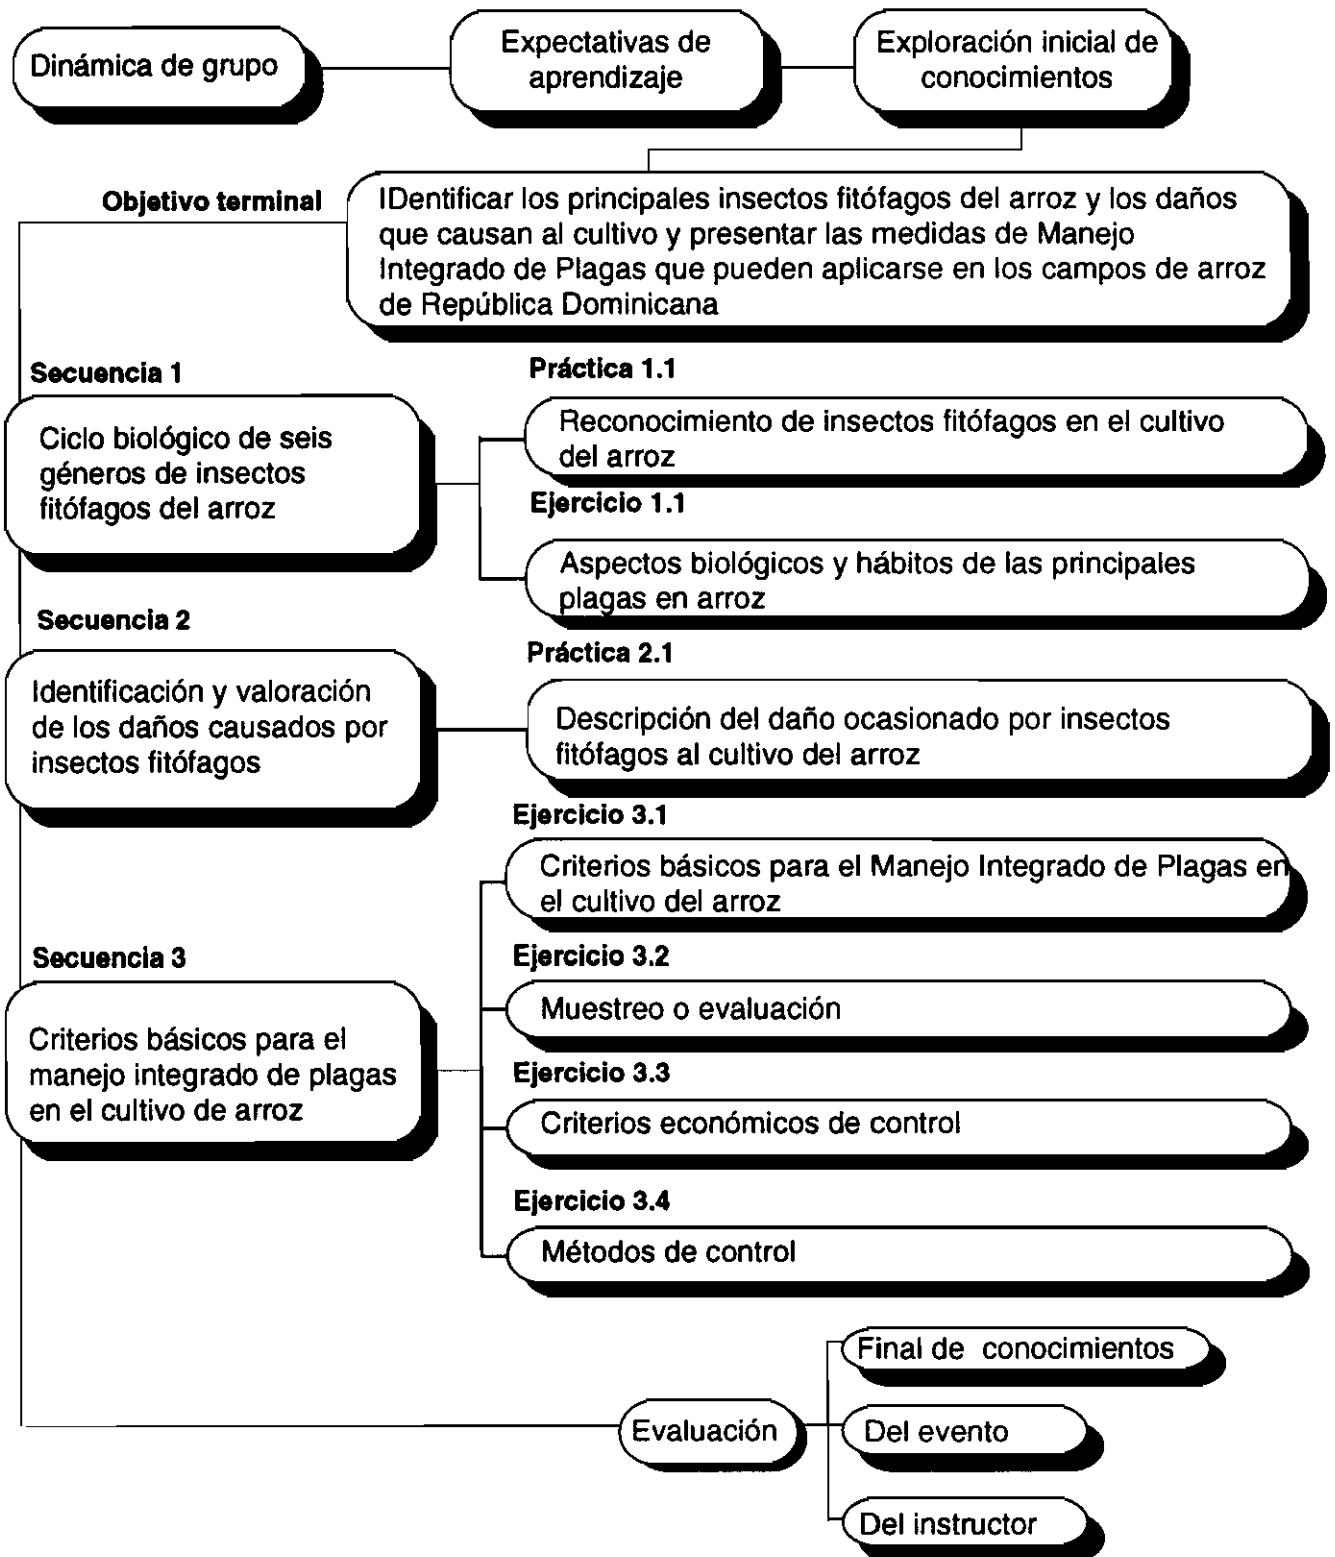 Dinámica de grupo
Expectativas de
aprendizaje
Exploración inicial de
conocimientos
Objetivo terminal
IDentificar los principales insectos fitófagos del arroz y los daños
que causan al cultivo y presentar las medidas de Manejo
Integrado de Plagas que pueden aplicarse en los campos de arroz
de República Dominicana
Secuencia 1
Ciclo biológico de seis
géneros de insectos
fitófagos del arroz
Práctica 1.1
Reconocimiento de insectos fitófagos en el cultivo
del arroz
Ejercicio 1.1
Aspectos biológicos y hábitos de las principales
plagas en arroz
Secuencia 2
Identificación y valoración
de los daños causados por
insectos fitófagos
Práctica 2.1
Descripción del daño ocasionado por insectos
fitófagos al cultivo del arroz
Secuencia 3
Criterios básicos para el
manejo integrado de plagas
en el cultivo de arroz
Ejercicio 3.1
Criterios básicos para el Manejo Integrado de Plagas en
el cultivo del arroz
Ejercicio 3.2
Muestreo o evaluación
Ejercicio 3.3
Criterios económicos de control
Ejercicio 3.4
Métodos de control
Evaluación
Final de conocimientos
Del evento
Del instructor